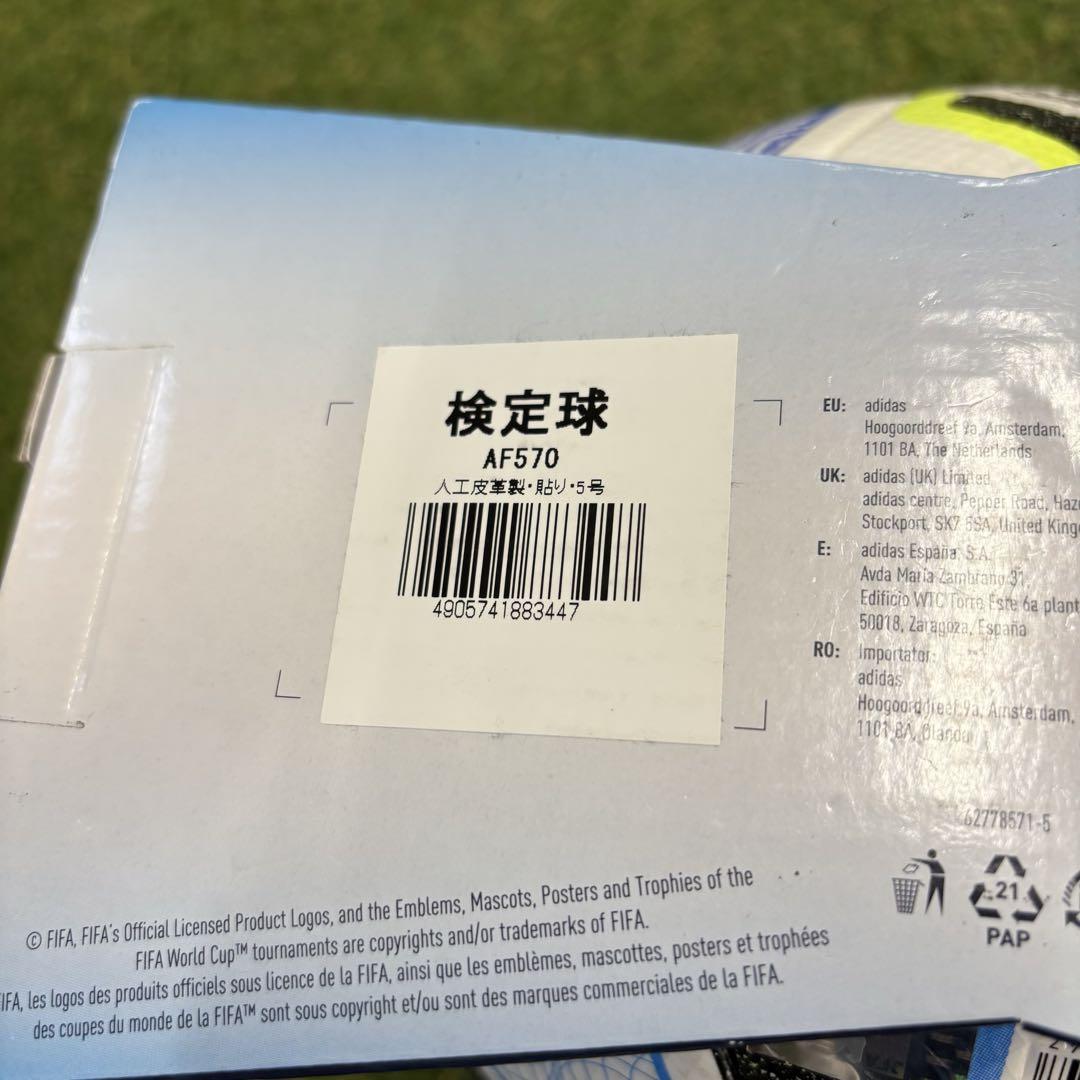 検定球
AF570
人工皮革製・貼り・5号
4905741883447
EU: adidas
Hoogoorddreef 9a, Amsterdam,
1101 BA, The Netherlands
UK: adidas (UK) Limited
adidas centre, Pepper Road,
Stockport, SK7 5SA, United
E: adidas España S.A.
Avda María Zambrano 31,
Edificio WTC Torre Este 6a
50018, Zaragoza, España
RO: Importator:
adidas
Hoogoorddreef 9a, Amsterdam,
1101 BA, Olanda
62778571-5
21
PAP
© FIFA, FIFA's Official Licensed Product Logos, and the Emblems, Mascots, Posters and Trophies of the
FIFA World Cup™ tournaments are copyrights and/or trademarks of FIFA.
les logos des produits officiels sous licence de la FIFA, ainsi que les emblèmes, mascottes, posters et trophées
des coupes du monde de la FIFA™ sont sous copyright et/ou sont des marques commerciales de la FIFA.